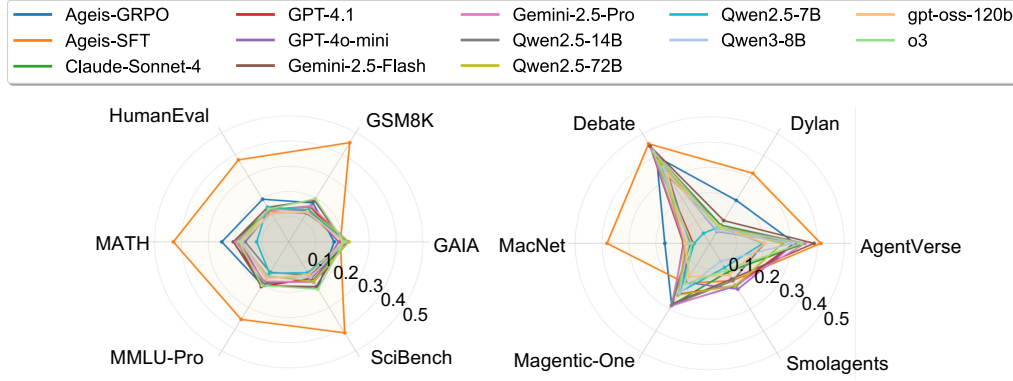 Ageis-GRPO GPT-4.1 Gemini-2.5-Pro Qwen2.5-7B gpt-oss-120b
Ageis-SFT GPT-4o-mini Qwen2.5-14B Qwen3-8B o3
Claude-Sonnet-4 Gemini-2.5-Flash Qwen2.5-72B
HumanEval GSM8K
MATH GAIA
MMLU-Pro SciBench
0.1
0.2
0.3
0.4
0.5
Debate Dylan
MacNet AgentVerse
Magentic-One Smolagents
0.1
0.2
0.3
0.4
0.5